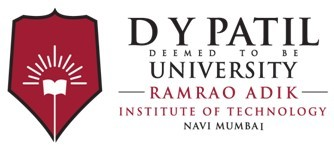 D Y PATIL
DEEMED TO BE
UNIVERSITY
RAMRAO ADIK
INSTITUTE OF TECHNOLOGY
NAVI MUMBAI